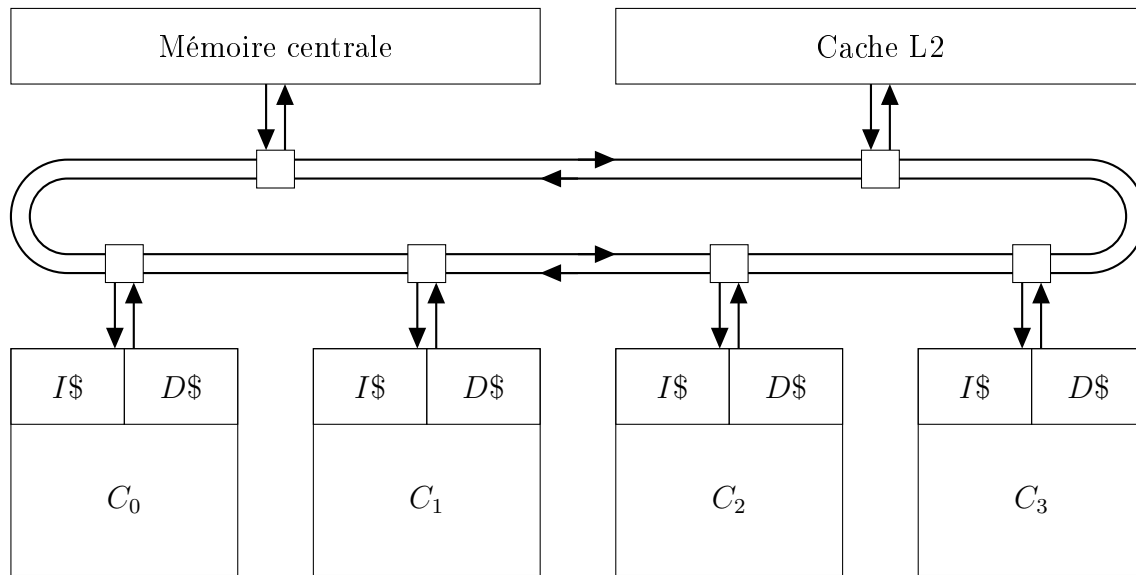 Mémoire centrale
Cache L2
I$ D$ I$ D$ I$ D$ I$ D$
C0 C1 C2 C3